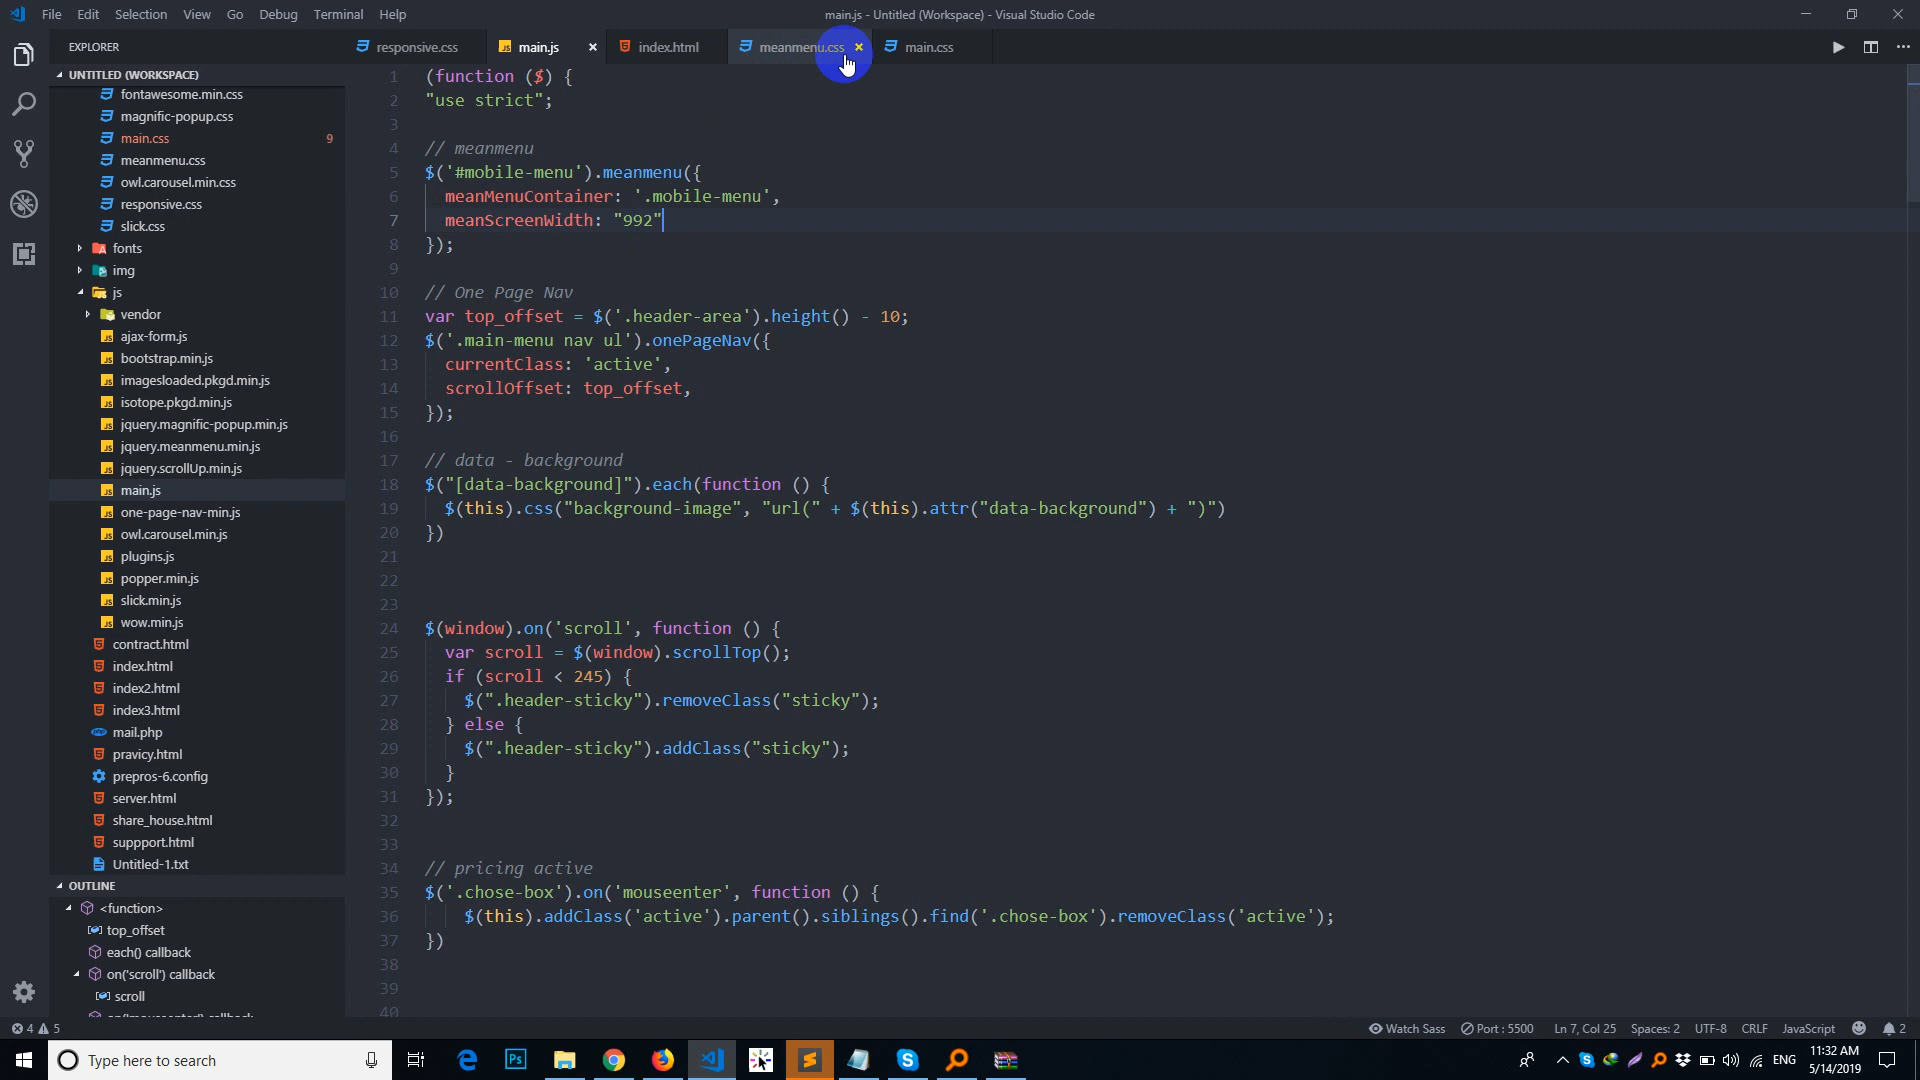 File Edit Selection View Go Debug Terminal Help
main.js - Untitled (Workspace) - Visual Studio Code
EXPLORER
responsive.css
main.js
index.html
meanmenu.css
main.css
UNTITLED (WORKSPACE)
fontawesome.min.css
magnific-popup.css
main.css 9
meanmenu.css
owl.carousel.min.css
responsive.css
slick.css
fonts
img
js
vendor
ajax-form.js
bootstrap.min.js
imagesloaded.pkgd.min.js
isotope.pkgd.min.js
jquery.magnific-popup.min.js
jquery.meanmenu.min.js
jquery.scrollUp.min.js
main.js
one-page-nav-min.js
owl.carousel.min.js
plugins.js
popper.min.js
slick.min.js
wow.min.js
contract.html
index.html
index2.html
index3.html
mail.php
pravicy.html
prepros-6.config
server.html
share_house.html
suppport.html
Untitled-1.txt
OUTLINE
<function>
top_offset
each() callback
on('scroll') callback
scroll
1 (function ($) {
2 "use strict";
3
4 // meanmenu
5 $('#mobile-menu').meanmenu({
6 meanMenuContainer: '.mobile-menu',
7 meanScreenWidth: "992"
8 });
9
10 // One Page Nav
11 var top_offset = $('.header-area').height() - 10;
12 $('.main-menu nav ul').onePageNav({
13 currentClass: 'active',
14 scrollOffset: top_offset,
15 });
16
17 // data - background
18 $("[data-background]").each(function () {
19 $(this).css("background-image", "url(" + $(this).attr("data-background") + ")")
20 })
21
22
23
24 $(window).on('scroll', function () {
25 var scroll = $(window).scrollTop();
26 if (scroll < 245) {
27 $(".header-sticky").removeClass("sticky");
28 } else {
29 $(".header-sticky").addClass("sticky");
30 }
31 });
32
33
34 // pricing active
35 $('.chose-box').on('mouseenter', function () {
36 $(this).addClass('active').parent().siblings().find('.chose-box').removeClass('active');
37 })
38
39
40
4 5
Watch Sass Port : 5500 Ln 7, Col 25 Spaces: 2 UTF-8 CRLF JavaScript 2
Type here to search
Ps
ENG
11:32 AM
5/14/2019